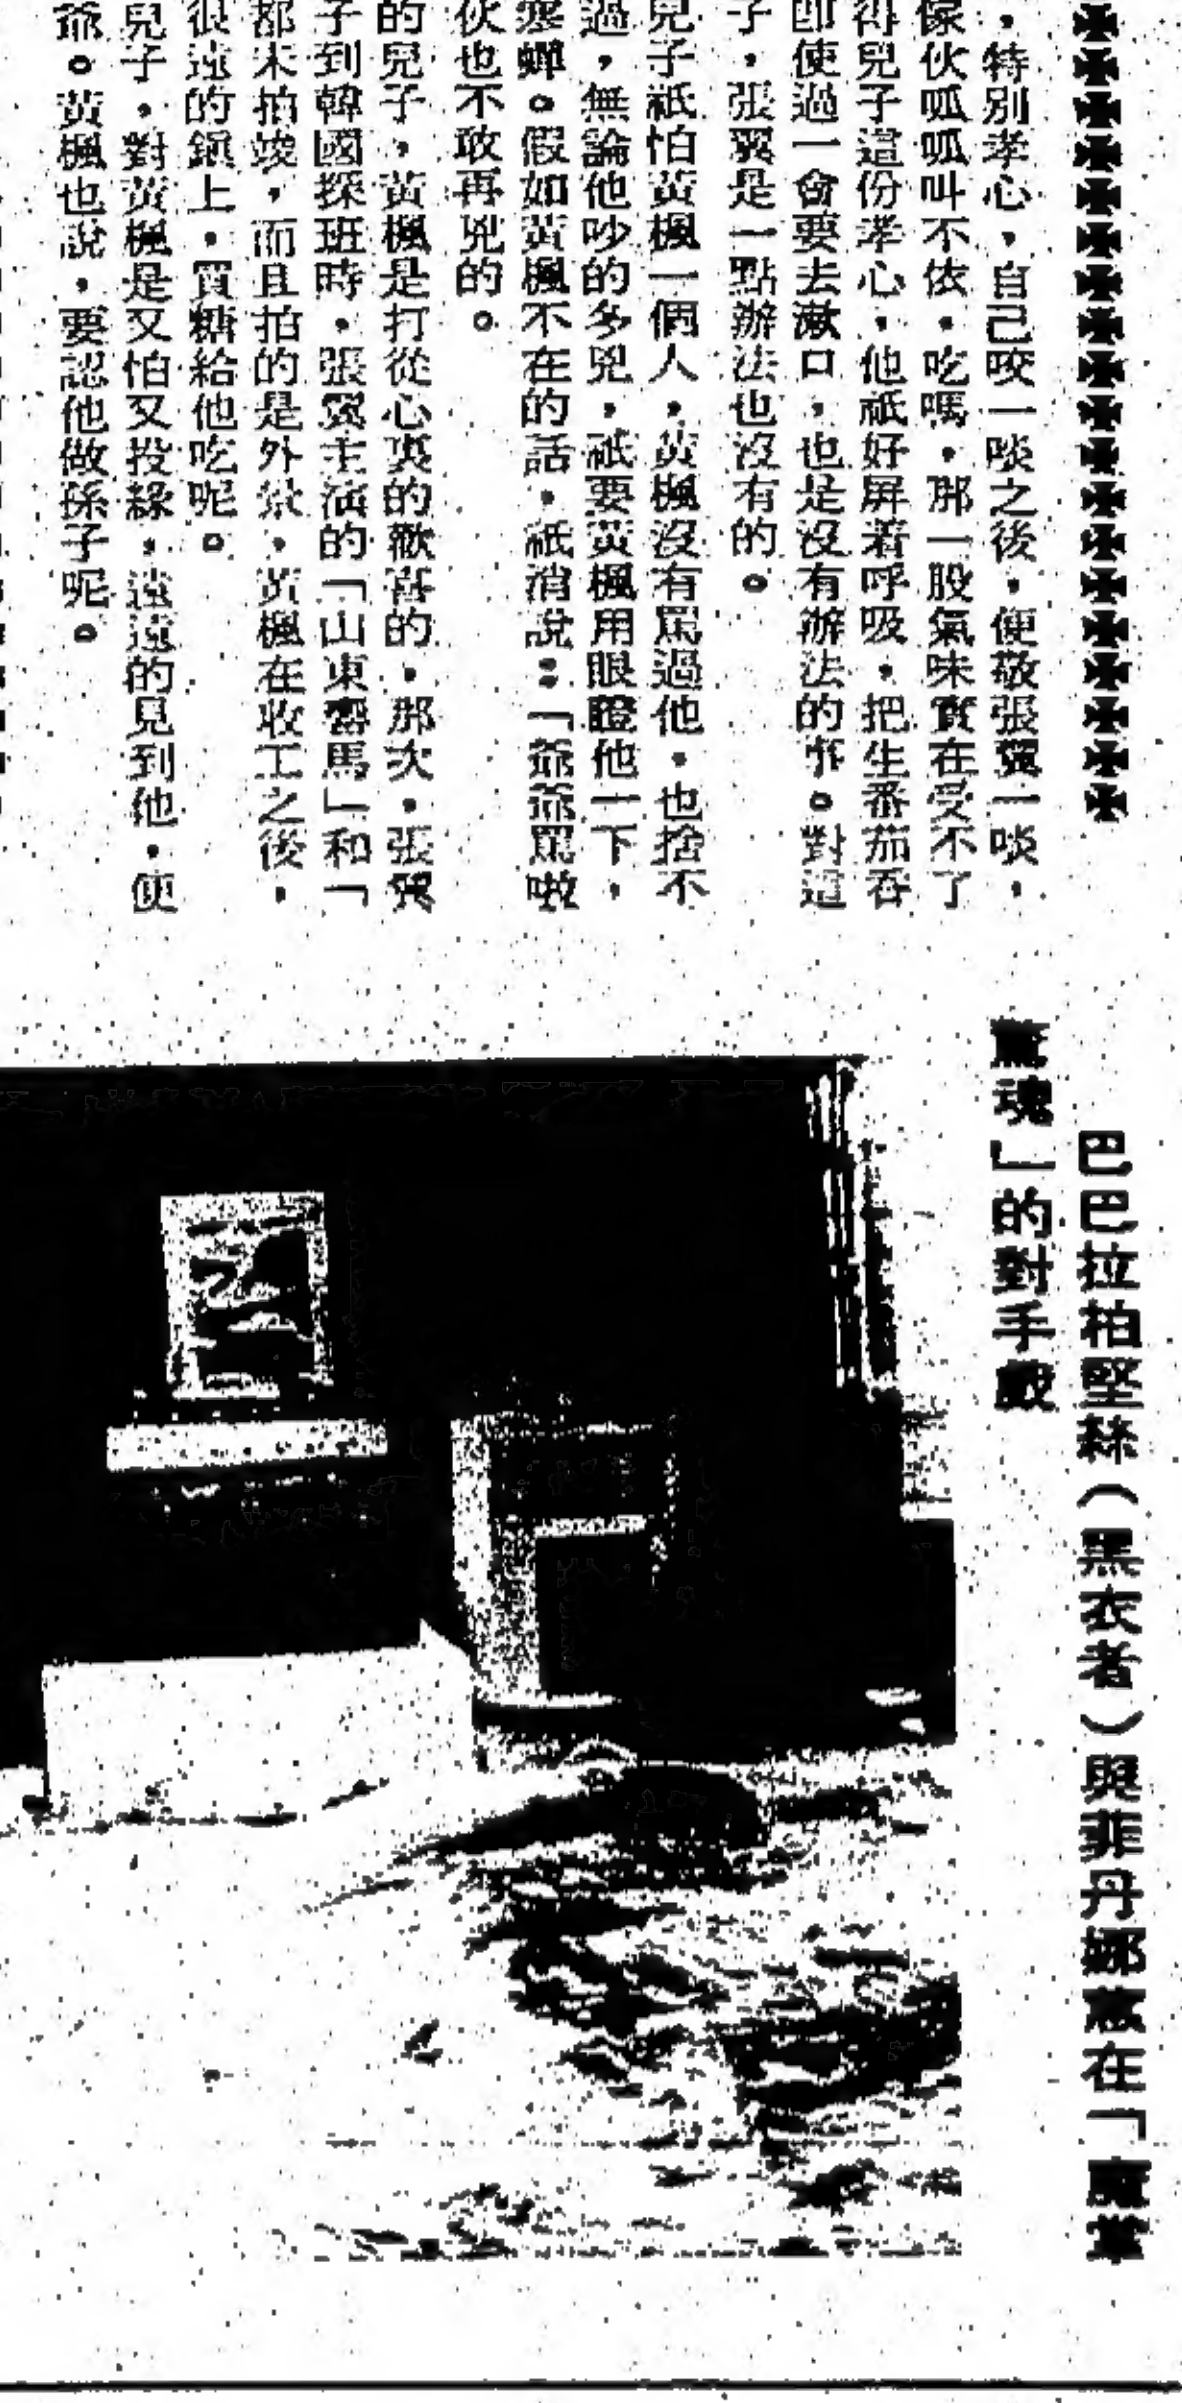 ，特別孝心，自己咬一啖之後，便敬張翼一啖，
傢伙呱呱叫不依，吃嗎，那一股氣味實在受不了
得兒子這份孝心，他祇好屏着呼吸，把生番茄吞
即使過一會要去漱口，也是沒有辦法的事。對這
子，張翼是一點辦法也沒有的。
兒子祇怕黃楓一個人，黃楓沒有罵過他，也捨不
過，無論他吵的多兇，祇要黃楓用眼瞪他一下，
寒蟬。假如黃楓不在的話，祇消說：「爺爺罵啦
伙也不敢再兇的。
的兒子，黃楓是打從心裏的歡喜的，那次，張翼
子到韓國探班時，張翼主演的「山東響馬」和「
都未拍竣，而且拍的是外景，黃楓在收工之後，
很遠的鎮上，買糖給他吃呢。
兒子，對黃楓是又怕又投緣，遠遠的見到他，便
爺。黃楓也說，要認他做孫子呢。
巴巴拉柏堅絲（黑衣者）與菲丹娜蕙在「魔掌
驚魂」的對手戲